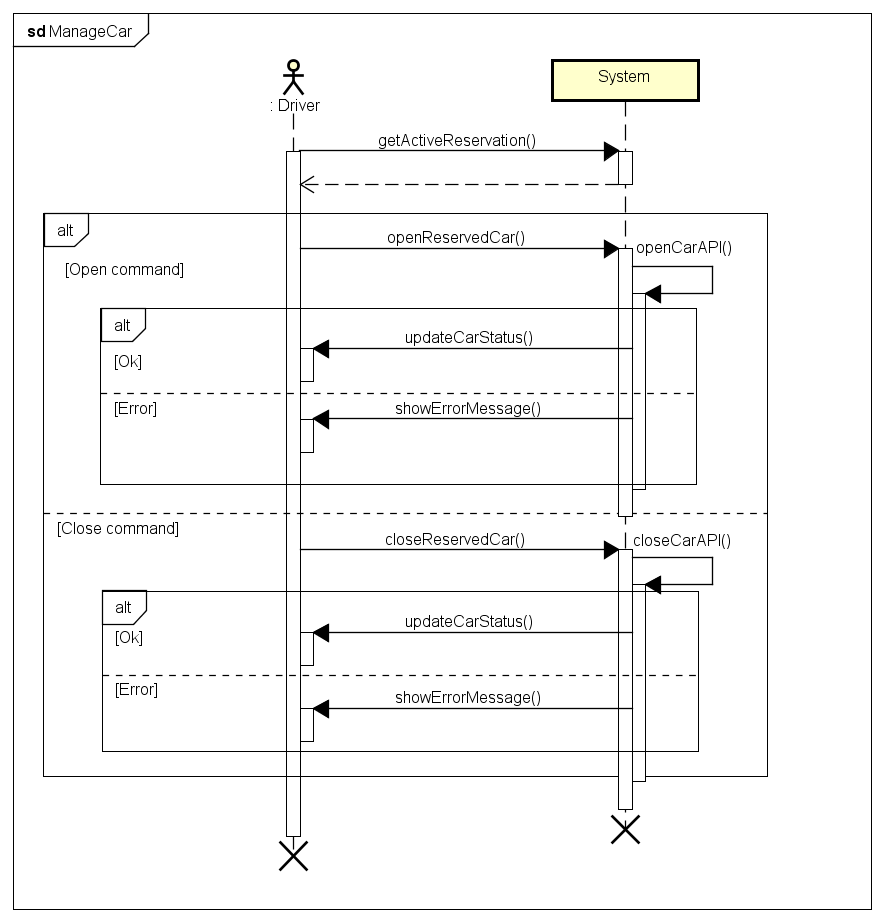 sd ManageCar
System
: Driver
getActiveReservation()
alt
openReservedCar()
openCarAPI()
[Open command]
alt
updateCarStatus()
[Ok]
[Error]
showErrorMessage()
[Close command]
closeReservedCar()
closeCarAPI()
alt
updateCarStatus()
[Ok]
[Error]
showErrorMessage()